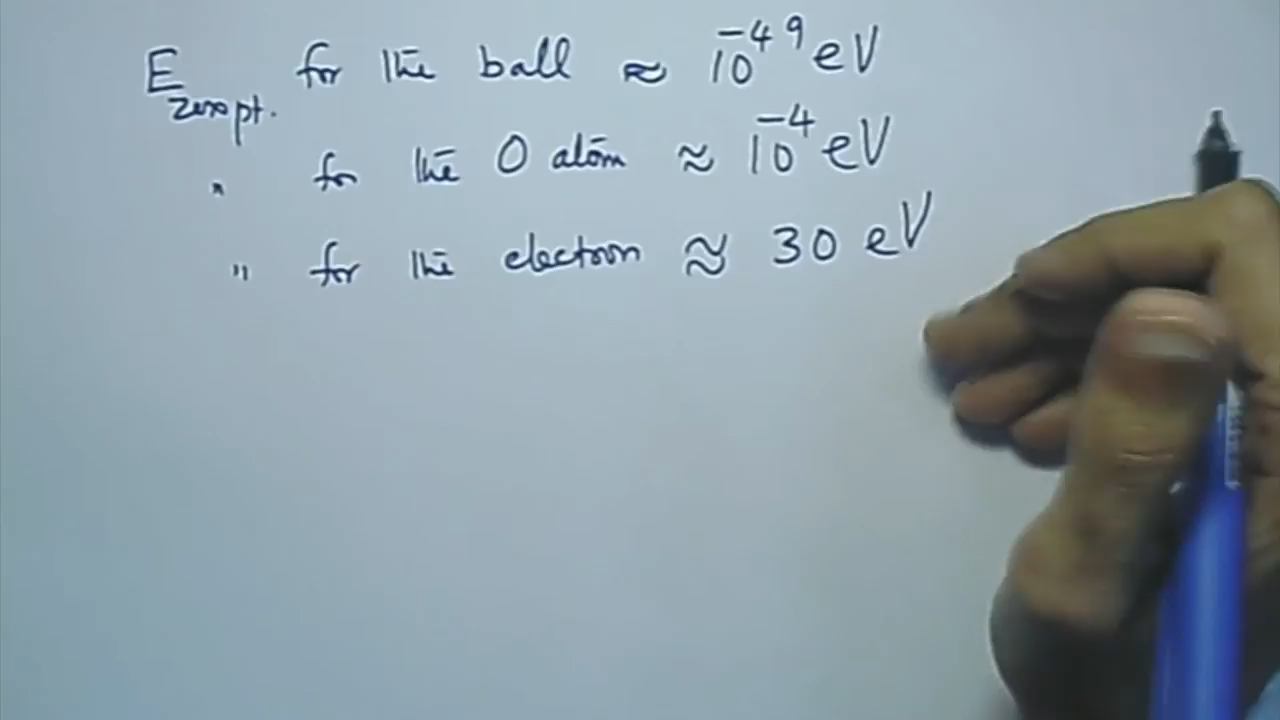 E zero pt. for the ball ≈ 10⁻⁴⁹ eV
" for the O atom ≈ 10⁻⁴ eV
" for the electron ≈ 30 eV